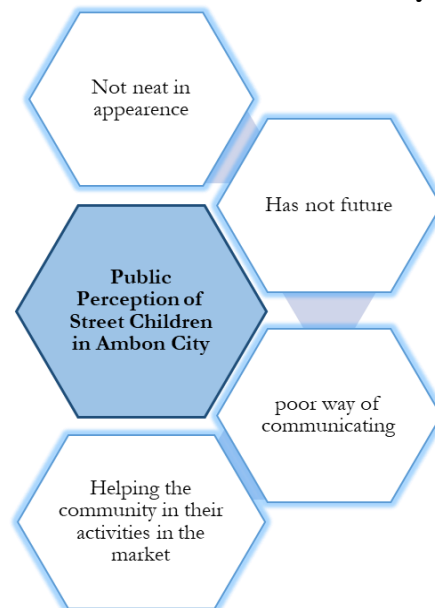 Not neat in
appearence
Has not future
Public
Perception of
Street Children
in Ambon City
poor way of
communicating
Helping the
community in their
activities in the
market